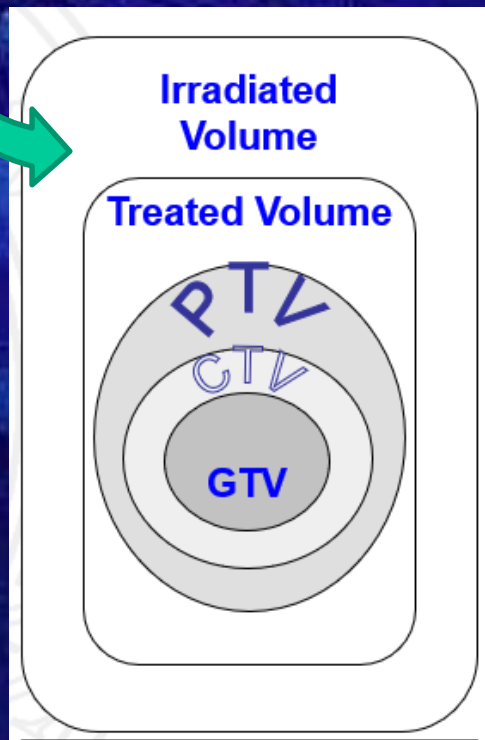 Irradiated
Volume
Treated Volume
PTV
CTV
GTV